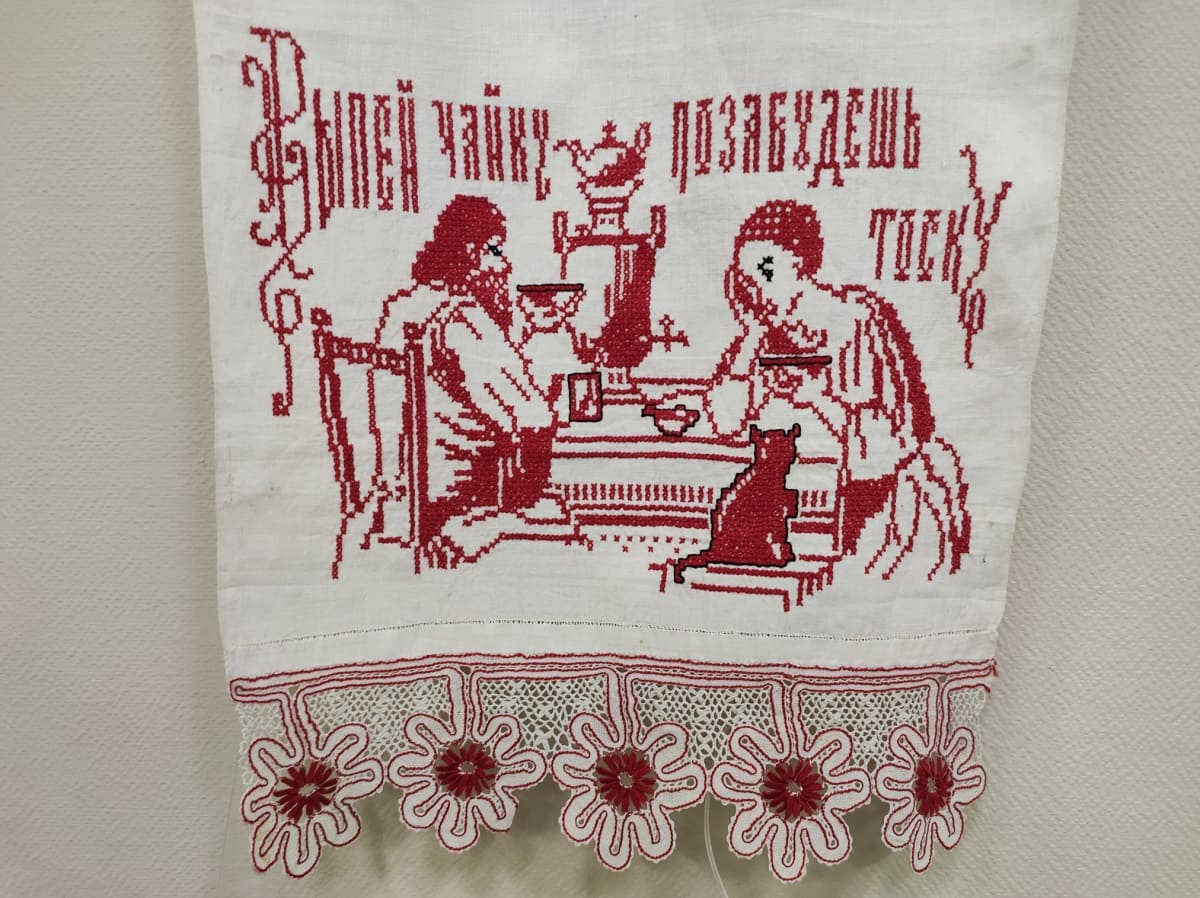 Выпей чайку позабудешь
тоску